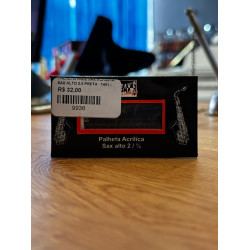 SAX ALTO 2.5 PRETA
R$ 32,00
9936
Palheta Acrílica
Sax alto 2 / ½